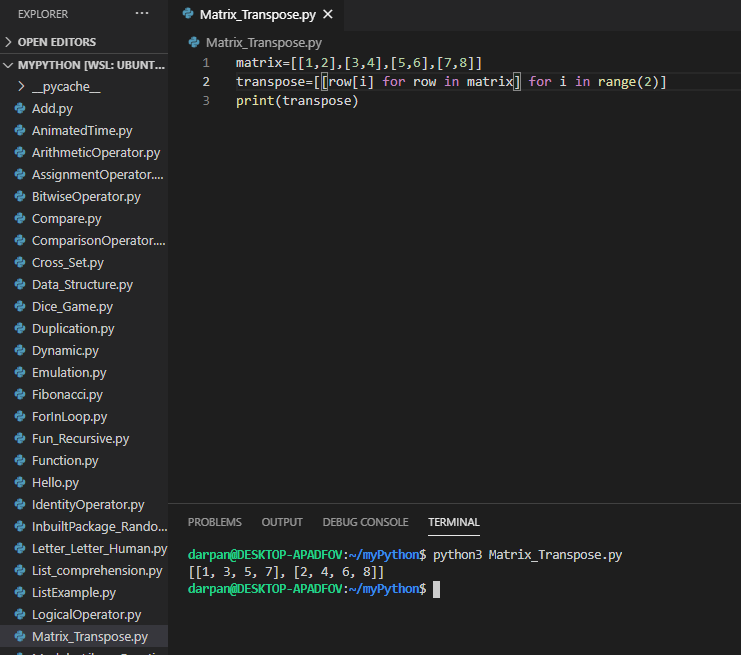 EXPLORER
···
OPEN EDITORS
MYPYTHON [WSL: UBUNT...
__pycache__
Add.py
AnimatedTime.py
ArithmeticOperator.py
AssignmentOperator....
BitwiseOperator.py
Compare.py
ComparisonOperator....
Cross_Set.py
Data_Structure.py
Dice_Game.py
Duplication.py
Dynamic.py
Emulation.py
Fibonacci.py
ForInLoop.py
Fun_Recursive.py
Function.py
Hello.py
IdentityOperator.py
InbuiltPackage_Rando...
Letter_Letter_Human.py
List_comprehension.py
ListExample.py
LogicalOperator.py
Matrix_Transpose.py
Matrix_Transpose.py
Matrix_Transpose.py
1 matrix=[[1,2],[3,4],[5,6],[7,8]]
2 transpose=[[row[i] for row in matrix] for i in range(2)]
3 print(transpose)
PROBLEMS OUTPUT DEBUG CONSOLE TERMINAL
darpan@DESKTOP-APADFOV:~/myPython$ python3 Matrix_Transpose.py
[[1, 3, 5, 7], [2, 4, 6, 8]]
darpan@DESKTOP-APADFOV:~/myPython$